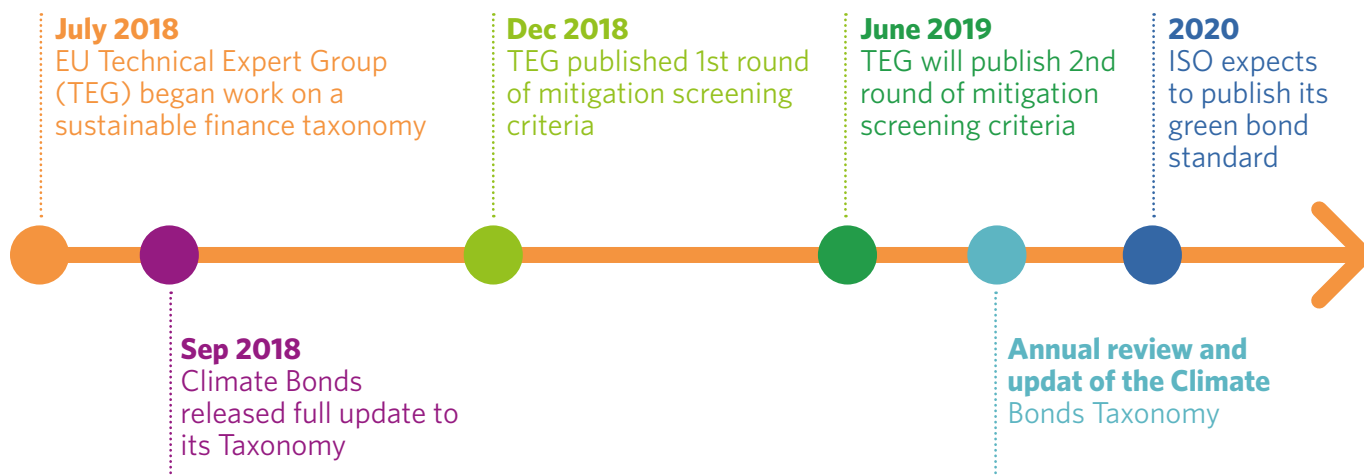 July 2018
EU Technical Expert Group
(TEG) began work on a
sustainable finance taxonomy
Dec 2018
TEG published 1st round
of mitigation screening
criteria
June 2019
TEG will publish 2nd
round of mitigation
screening criteria
2020
ISO expects
to publish its
green bond
standard
Sep 2018
Climate Bonds
released full update to
its Taxonomy
Annual review and
updat of the Climate
Bonds Taxonomy